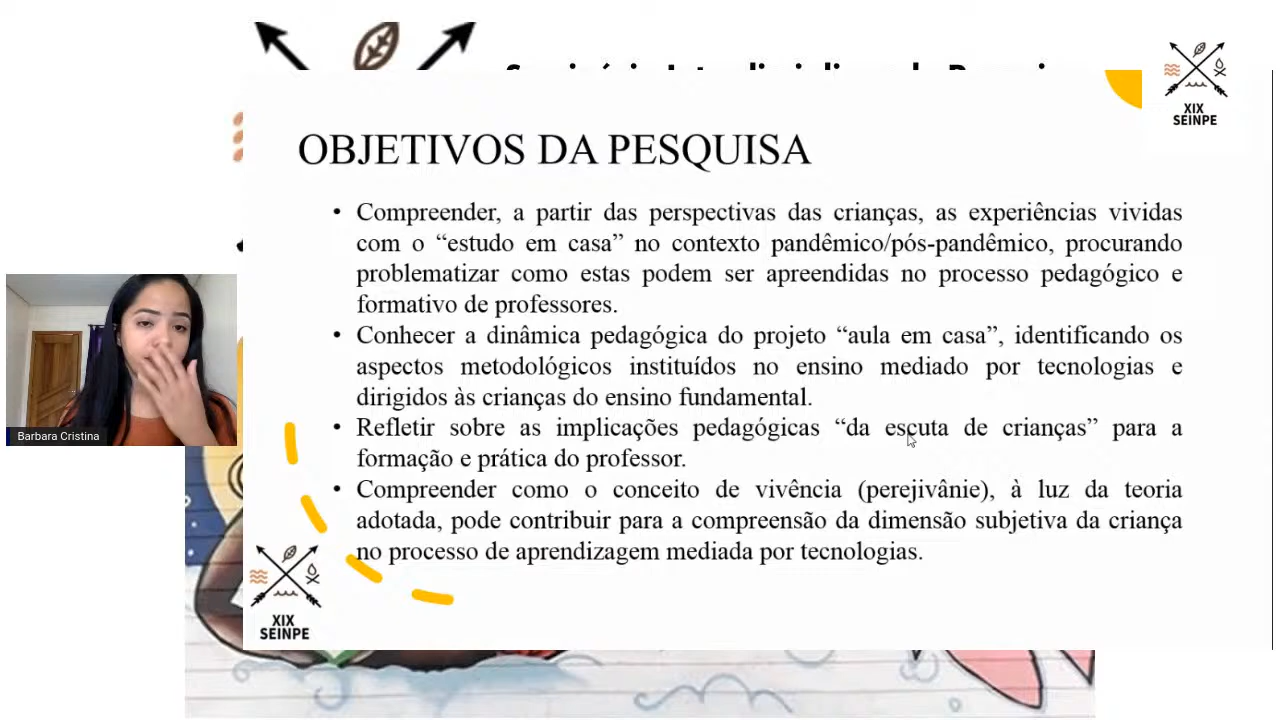 XIX
SEINPE
OBJETIVOS DA PESQUISA
• Compreender, a partir das perspectivas das crianças, as experiências vividas
com o “estudo em casa” no contexto pandêmico/pós-pandêmico, procurando
problematizar como estas podem ser apreendidas no processo pedagógico e
formativo de professores.
• Conhecer a dinâmica pedagógica do projeto “aula em casa”, identificando os
aspectos metodológicos instituídos no ensino mediado por tecnologias e
dirigidos às crianças do ensino fundamental.
• Refletir sobre as implicações pedagógicas “da escuta de crianças” para a
formação e prática do professor.
• Compreender como o conceito de vivência (perejivânie), à luz da teoria
adotada, pode contribuir para a compreensão da dimensão subjetiva da criança
no processo de aprendizagem mediada por tecnologias.
Barbara Cristina
XIX
SEINPE